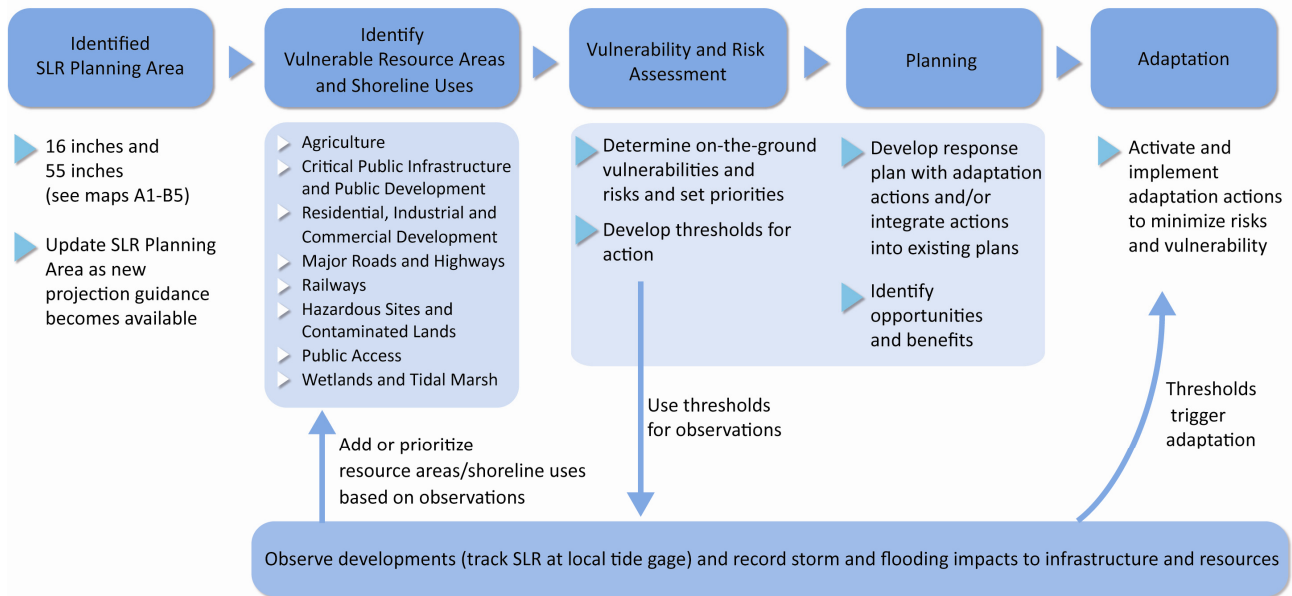 Identified
SLR Planning Area
Identify
Vulnerable Resource Areas
and Shoreline Uses
Vulnerability and Risk
Assessment
Planning
Adaptation
16 inches and
55 inches
(see maps A1-B5)
Update SLR Planning
Area as new
projection guidance
becomes available
Agriculture
Critical Public Infrastructure
and Public Development
Residential, Industrial and
Commercial Development
Major Roads and Highways
Railways
Hazardous Sites and
Contaminated Lands
Public Access
Wetlands and Tidal Marsh
Determine on-the-ground
vulnerabilities and
risks and set priorities
Develop thresholds for
action
Develop response
plan with adaptation
actions and/or
integrate actions
into existing plans
Identify
opportunities
and benefits
Activate and
implement
adaptation actions
to minimize risks
and vulnerability
Add or prioritize
resource areas/shoreline uses
based on observations
Use thresholds
for observations
Thresholds
trigger
adaptation
Observe developments (track SLR at local tide gage) and record storm and flooding impacts to infrastructure and resources